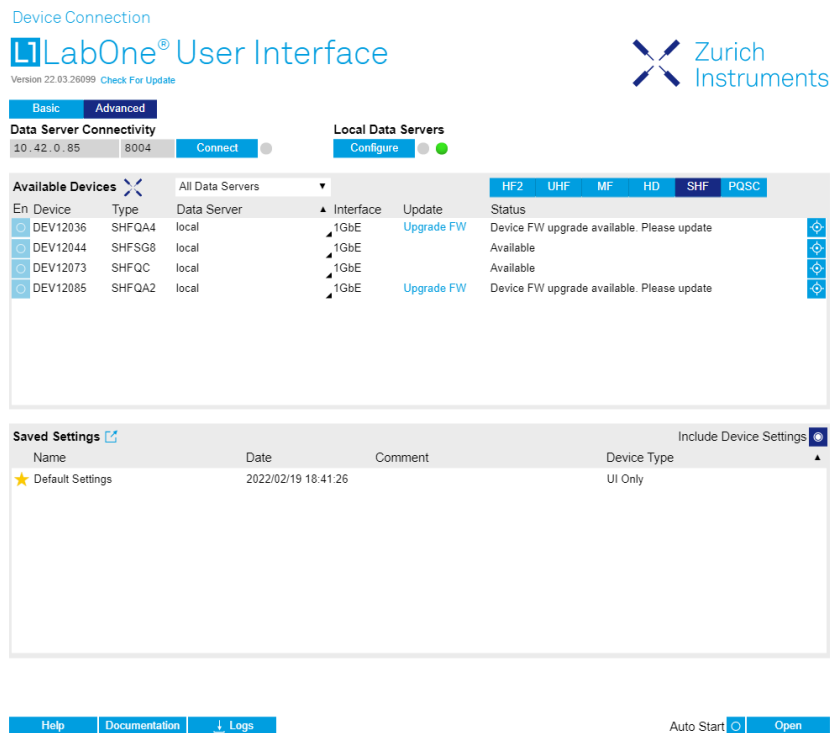 Device Connection
L1 LabOne® User Interface
Zurich Instruments
Version 22.03.26099 Check For Update
Basic Advanced
Data Server Connectivity Local Data Servers
10.42.0.85 8004 Connect Configure
Available Devices All Data Servers ▼ HF2 UHF MF HD SHF PQSC
En Device Type Data Server ▲ Interface Update Status
DEV12036 SHFQA4 local 1GbE Upgrade FW Device FW upgrade available. Please update
DEV12044 SHFSG8 local 1GbE Available
DEV12073 SHFQC local 1GbE Available
DEV12085 SHFQA2 local 1GbE Upgrade FW Device FW upgrade available. Please update
Saved Settings Include Device Settings
Name Date Comment Device Type ▲
Default Settings 2022/02/19 18:41:26 UI Only
Help Documentation Logs Auto Start Open